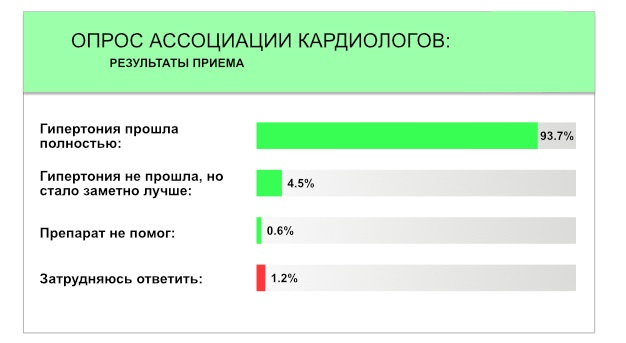 ОПРОС АССОЦИАЦИИ КАРДИОЛОГОВ:
РЕЗУЛЬТАТЫ ПРИЕМА
Гипертония прошла
полностью:
93.7%
Гипертония не прошла, но
стало заметно лучше:
4.5%
Препарат не помог:
0.6%
Затрудняюсь ответить:
1.2%